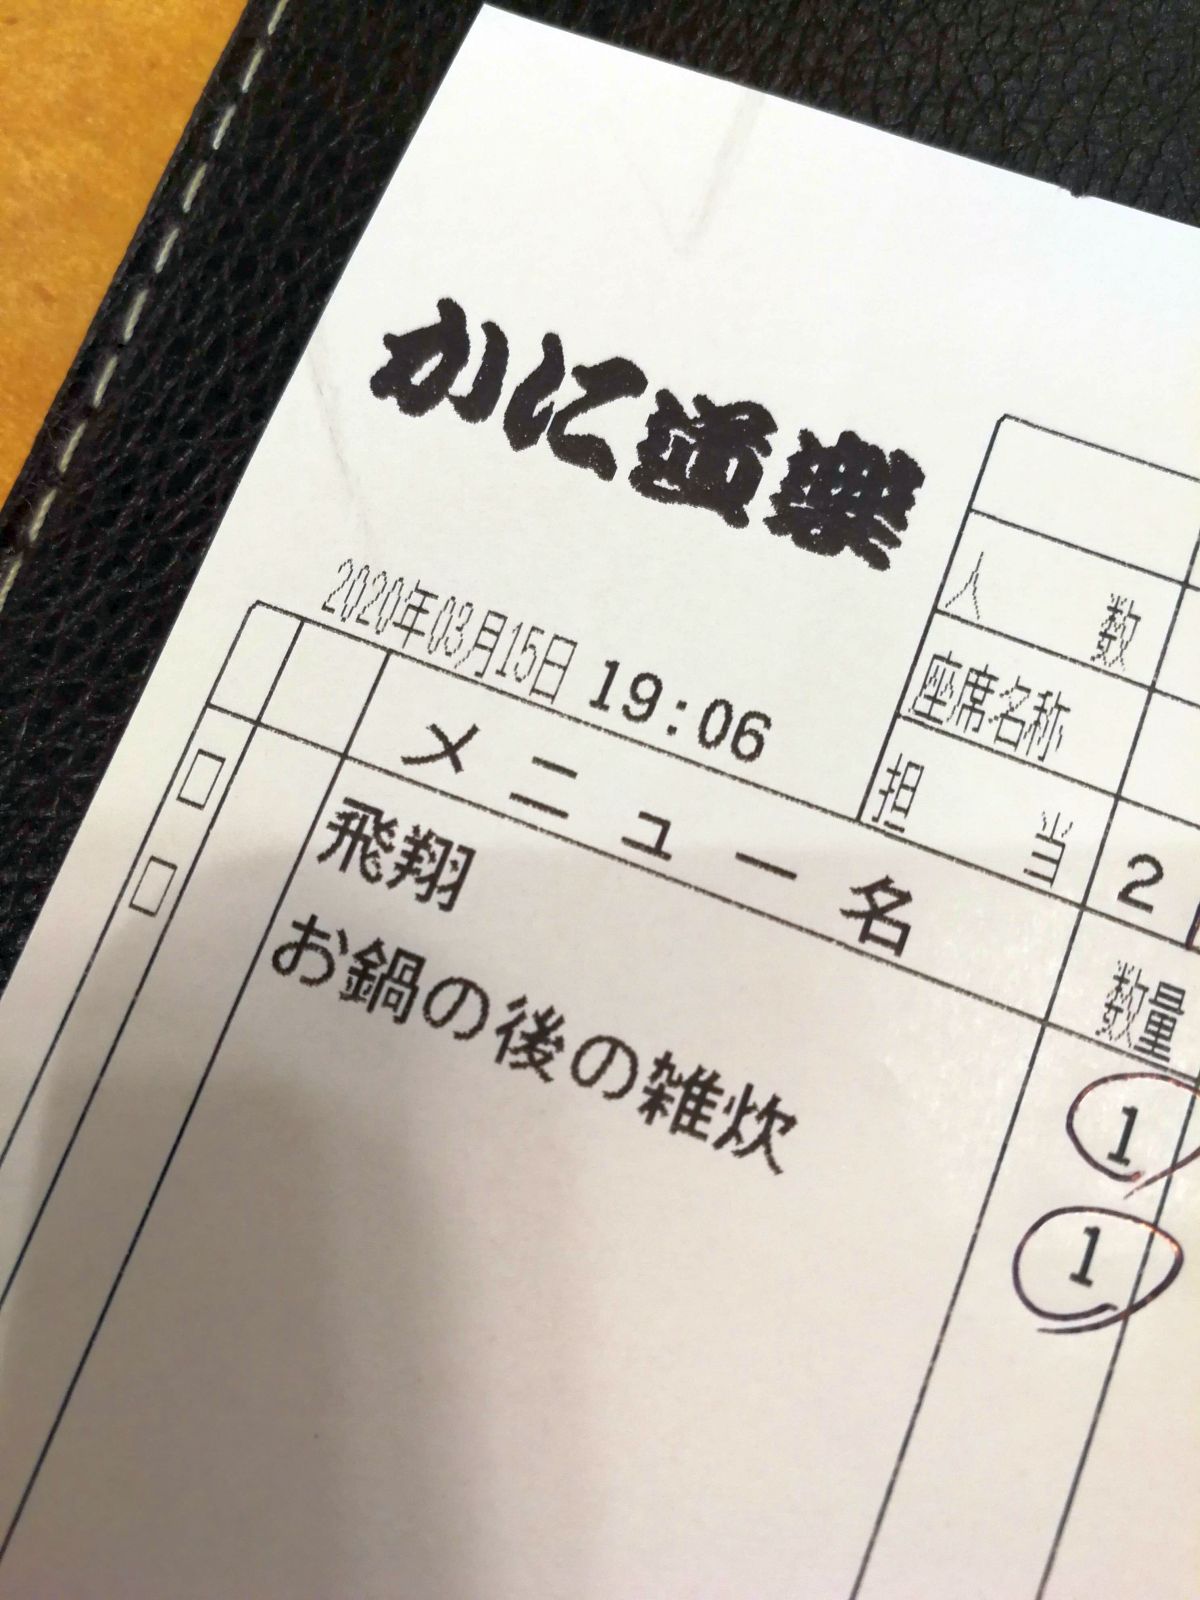 かに道楽
2020年03月15日 19:06
人数
座席名称
担当 2
メニュー名 数量
飛翔 1
お鍋の後の雑炊 1